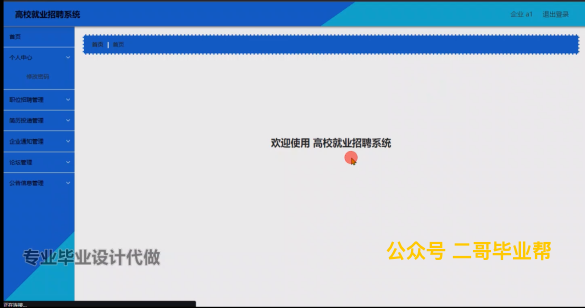 高校就业招聘系统
企业 a1 退出登录
首页
首页 | 首页
个人中心
修改密码
职位招聘管理
简历投递管理
企业通知管理
论坛管理
公告信息管理
欢迎使用 高校就业招聘系统
专业毕业设计代做
公众号 二哥毕业帮
正在连接...